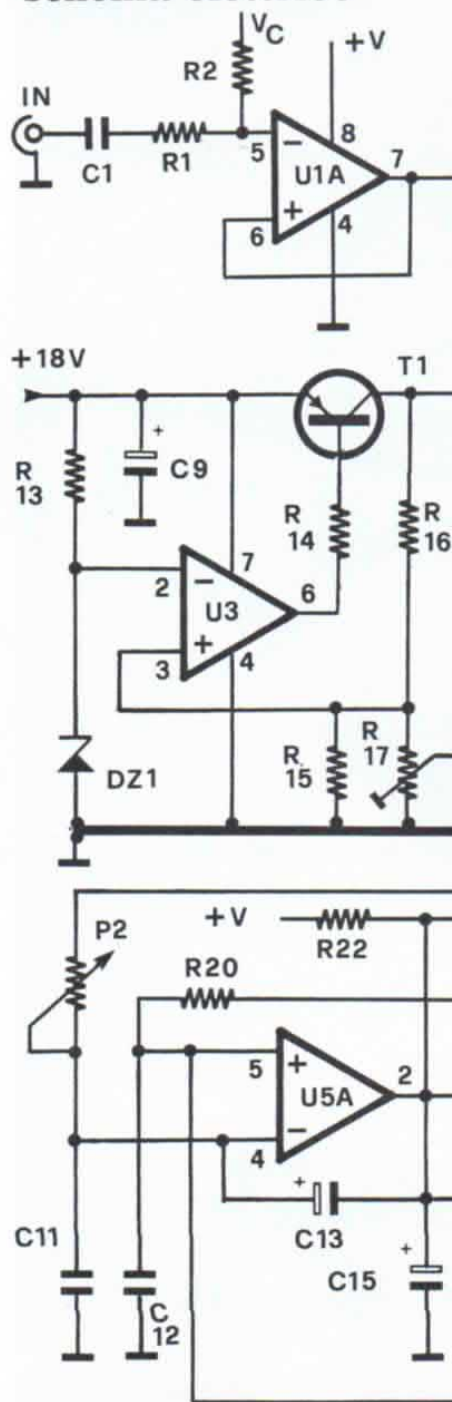 VC
+V
R2
IN
8
5
−
7
C1
R1
U1A
+
4
6
+18V
T1
+
R
13
C9
R
14
R
16
7
2
−
6
U3
+
3
4
R
15
R
17
DZ1
+V
P2
R22
R20
5
+
2
U5A
−
4
+
C13
C11
+
C15
C
12